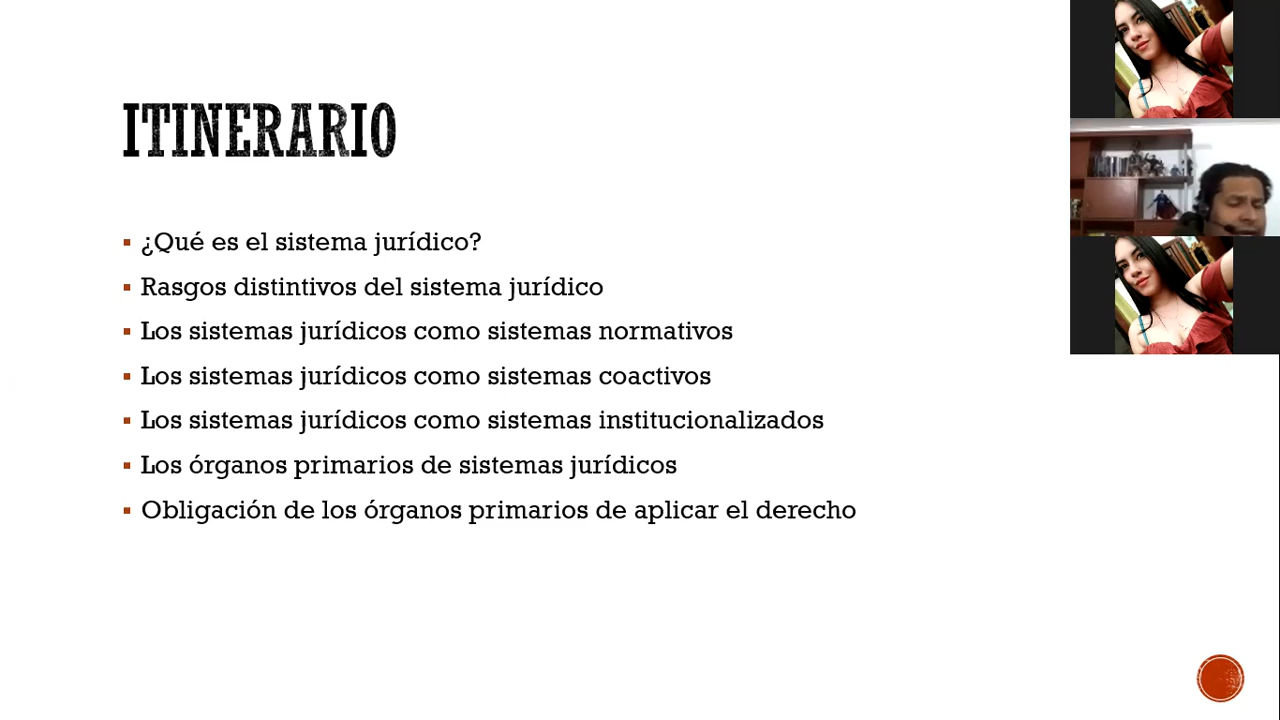 ITINERARIO
¿Qué es el sistema jurídico?
Rasgos distintivos del sistema jurídico
Los sistemas jurídicos como sistemas normativos
Los sistemas jurídicos como sistemas coactivos
Los sistemas jurídicos como sistemas institucionalizados
Los órganos primarios de sistemas jurídicos
Obligación de los órganos primarios de aplicar el derecho